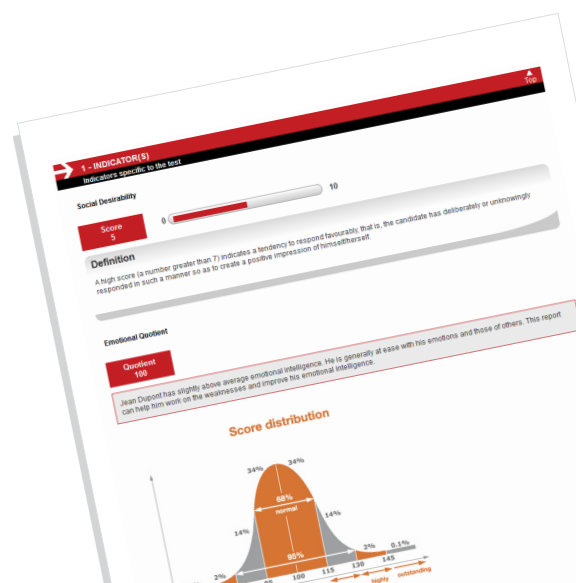 Top
1 - INDICATOR(S)
Indicators specific to the test
Social Desirability
Score
5
0
10
Definition
A high score (a number greater than 7) indicates a tendency to respond favourably, that is, the candidate has deliberately or unknowingly
responded in such a manner so as to create a positive impression of himself/herself.
Emotional Quotient
Quotient
100
Jean Dupont has slightly above average emotional intelligence. He is generally at ease with his emotions and those of others. This report
can help him work on the weaknesses and improve his emotional intelligence.
Score distribution
34% 34%
68%
normal
14% 14%
95%
2% 2% 0.1%
100 115 130 145
highly outstanding